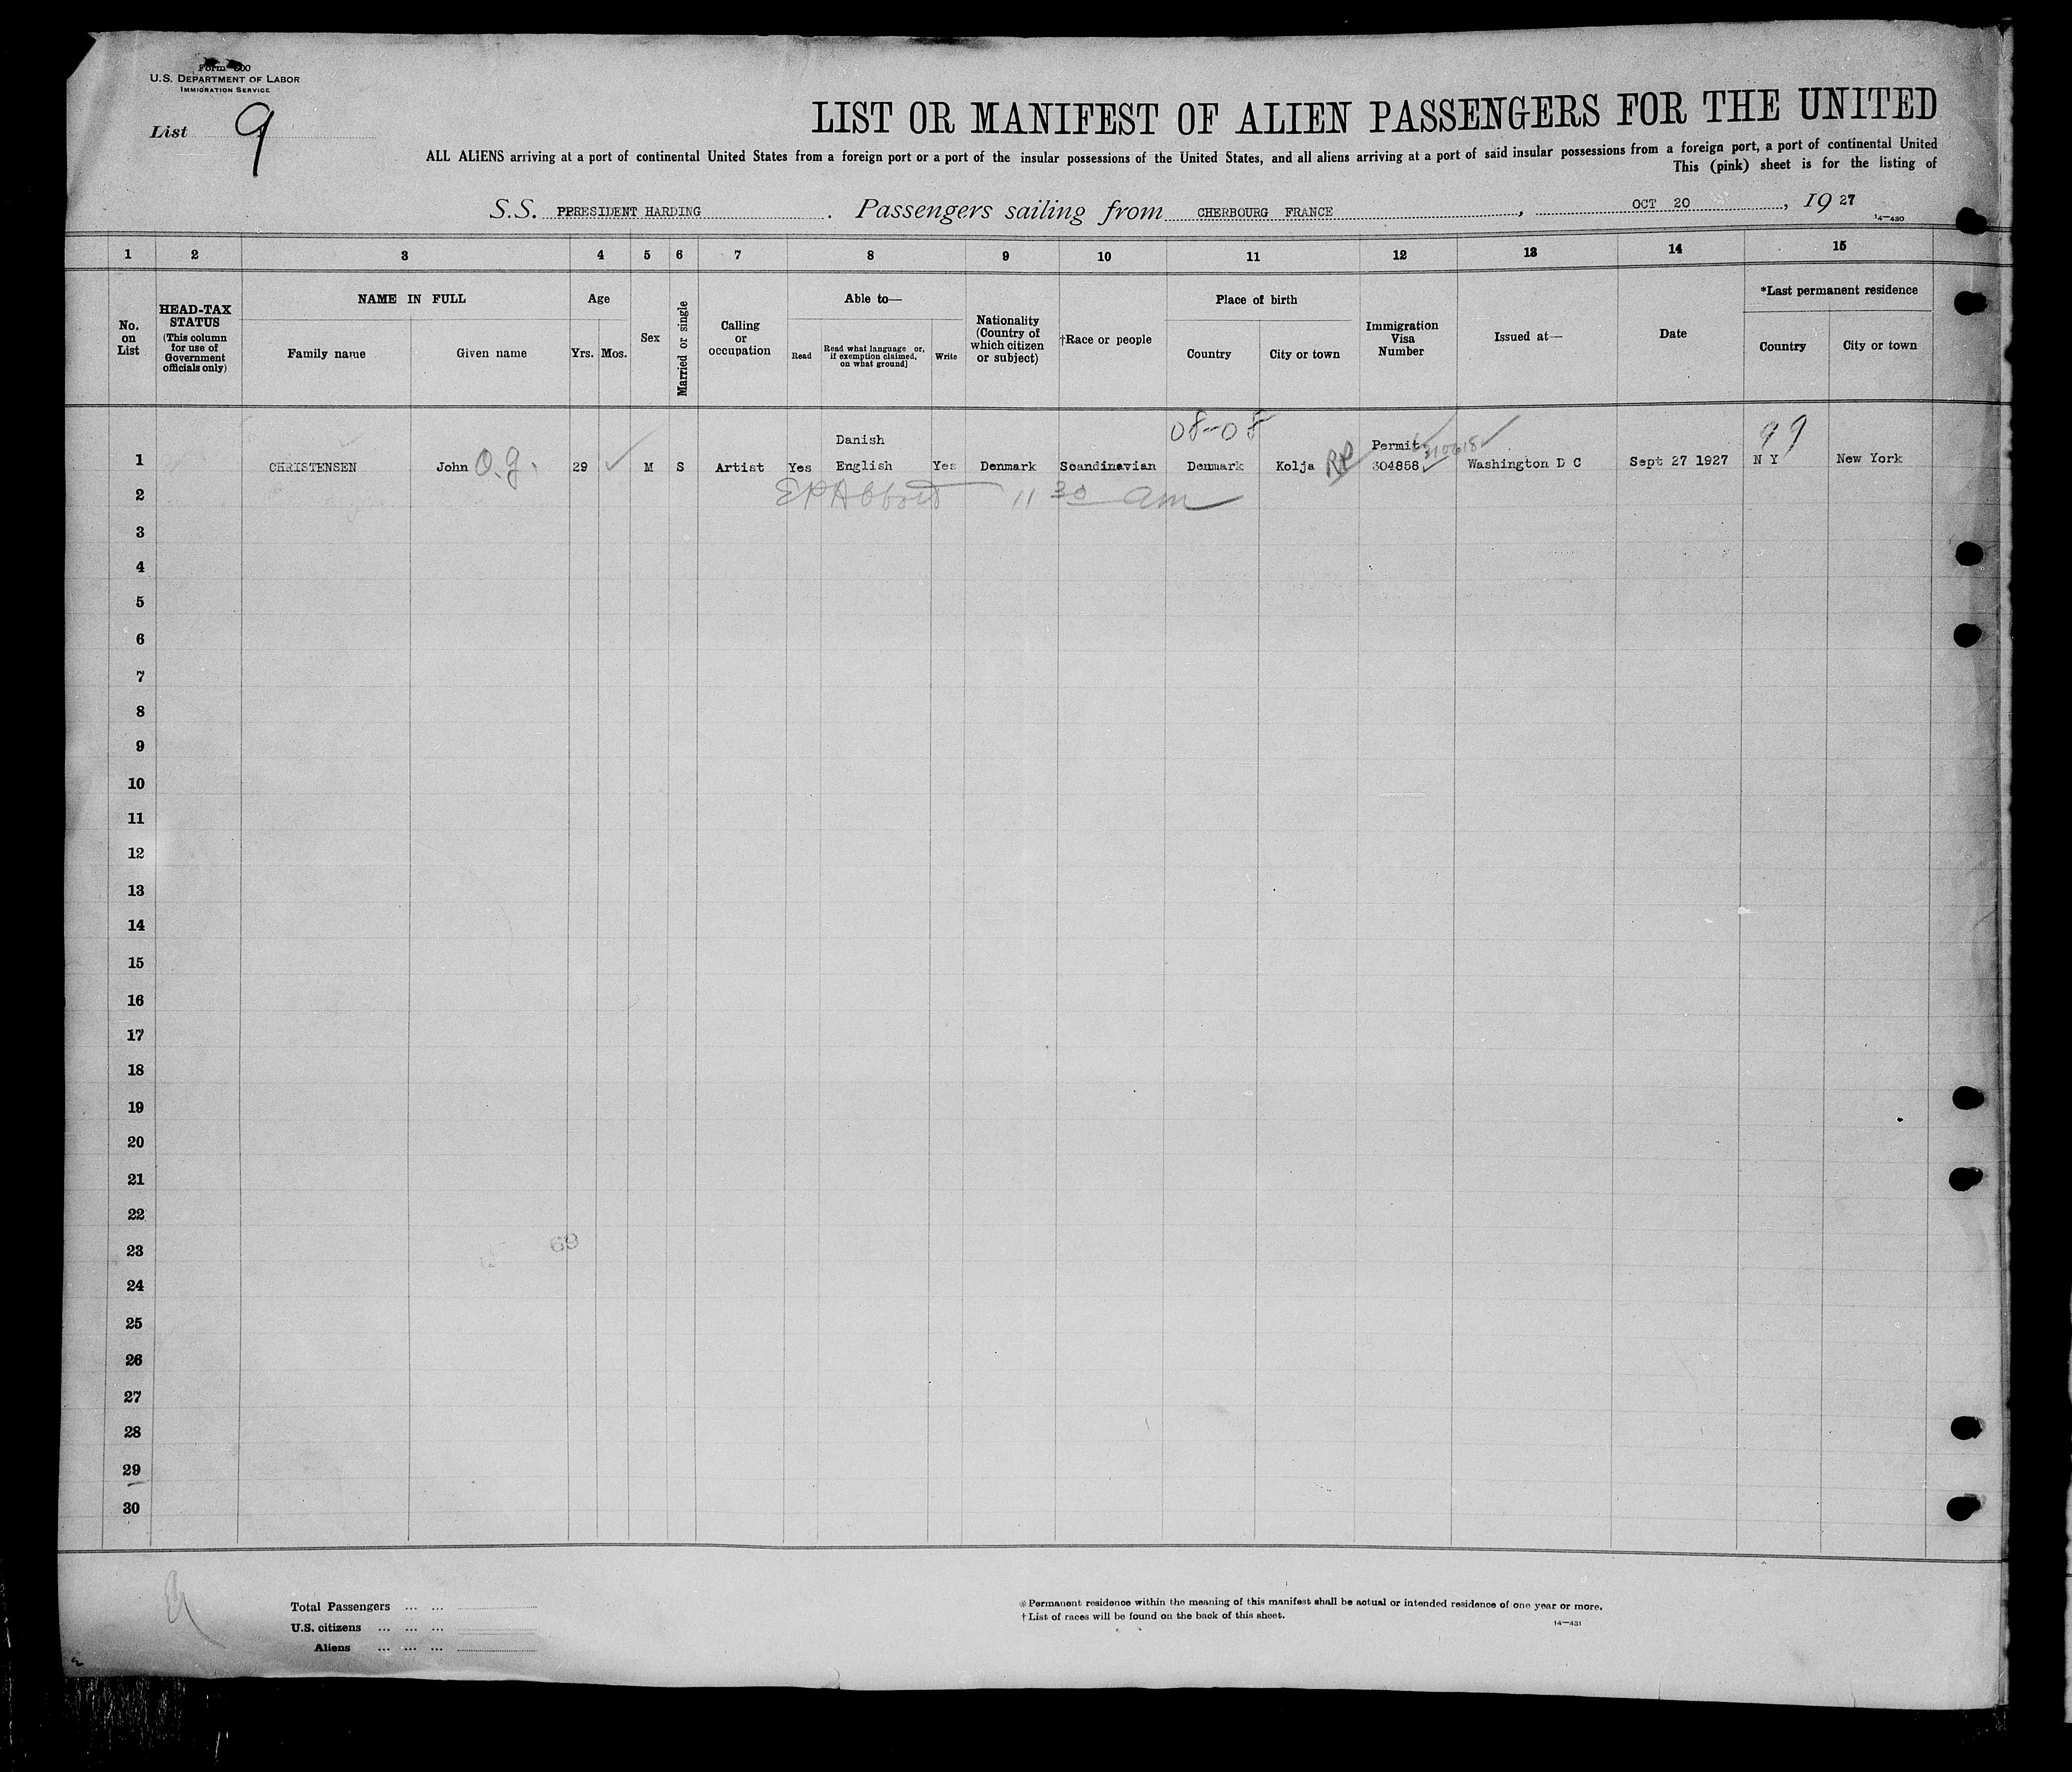 Form 500
U.S. DEPARTMENT OF LABOR
IMMIGRATION SERVICE
List 9
LIST OR MANIFEST OF ALIEN PASSENGERS FOR THE UNITED
ALL ALIENS arriving at a port of continental United States from a foreign port or a port of the insular possessions of the United States, and all aliens arriving at a port of said insular possessions from a foreign port, a port of continental United
This (pink) sheet is for the listing of
S.S. PPRESIDENT HARDING. Passengers sailing from CHERBOURG FRANCE, OCT 20, 1927
14—430
1 2 3 4 5 6 7 8 9 10 11 12 13 14 15
No. on List
HEAD-TAX STATUS
(This column for use of Government officials only)
NAME IN FULL
Family name Given name
Age
Yrs. Mos.
Sex
Married or single
Calling or occupation
Able to—
Read
Read what language or, if exemption claimed, on what ground]
Write
Nationality (Country of which citizen or subject)
†Race or people
Place of birth
Country City or town
Immigration Visa Number
Issued at—
Date
*Last permanent residence
Country City or town
08-08 99
Danish Permit
1 CHRISTENSEN John O.J. 29 ✓ M S Artist Yes English Yes Denmark Scandinavian Denmark Kolja RP 304858 ✓ Washington D C Sept 27 1927 N Y New York
2 EPAbbott 11 30 am
3
4
5
6
7
8
9
10
11
12
13
14
15
16
17
18
19
20
21
22
23 69
24
25
26
27
28
29
30
Total Passengers ... ...
U.S. citizens ... ... ...
Aliens ... ... ...
*Permanent residence within the meaning of this manifest shall be actual or intended residence of one year or more.
†List of races will be found on the back of this sheet.
14—431